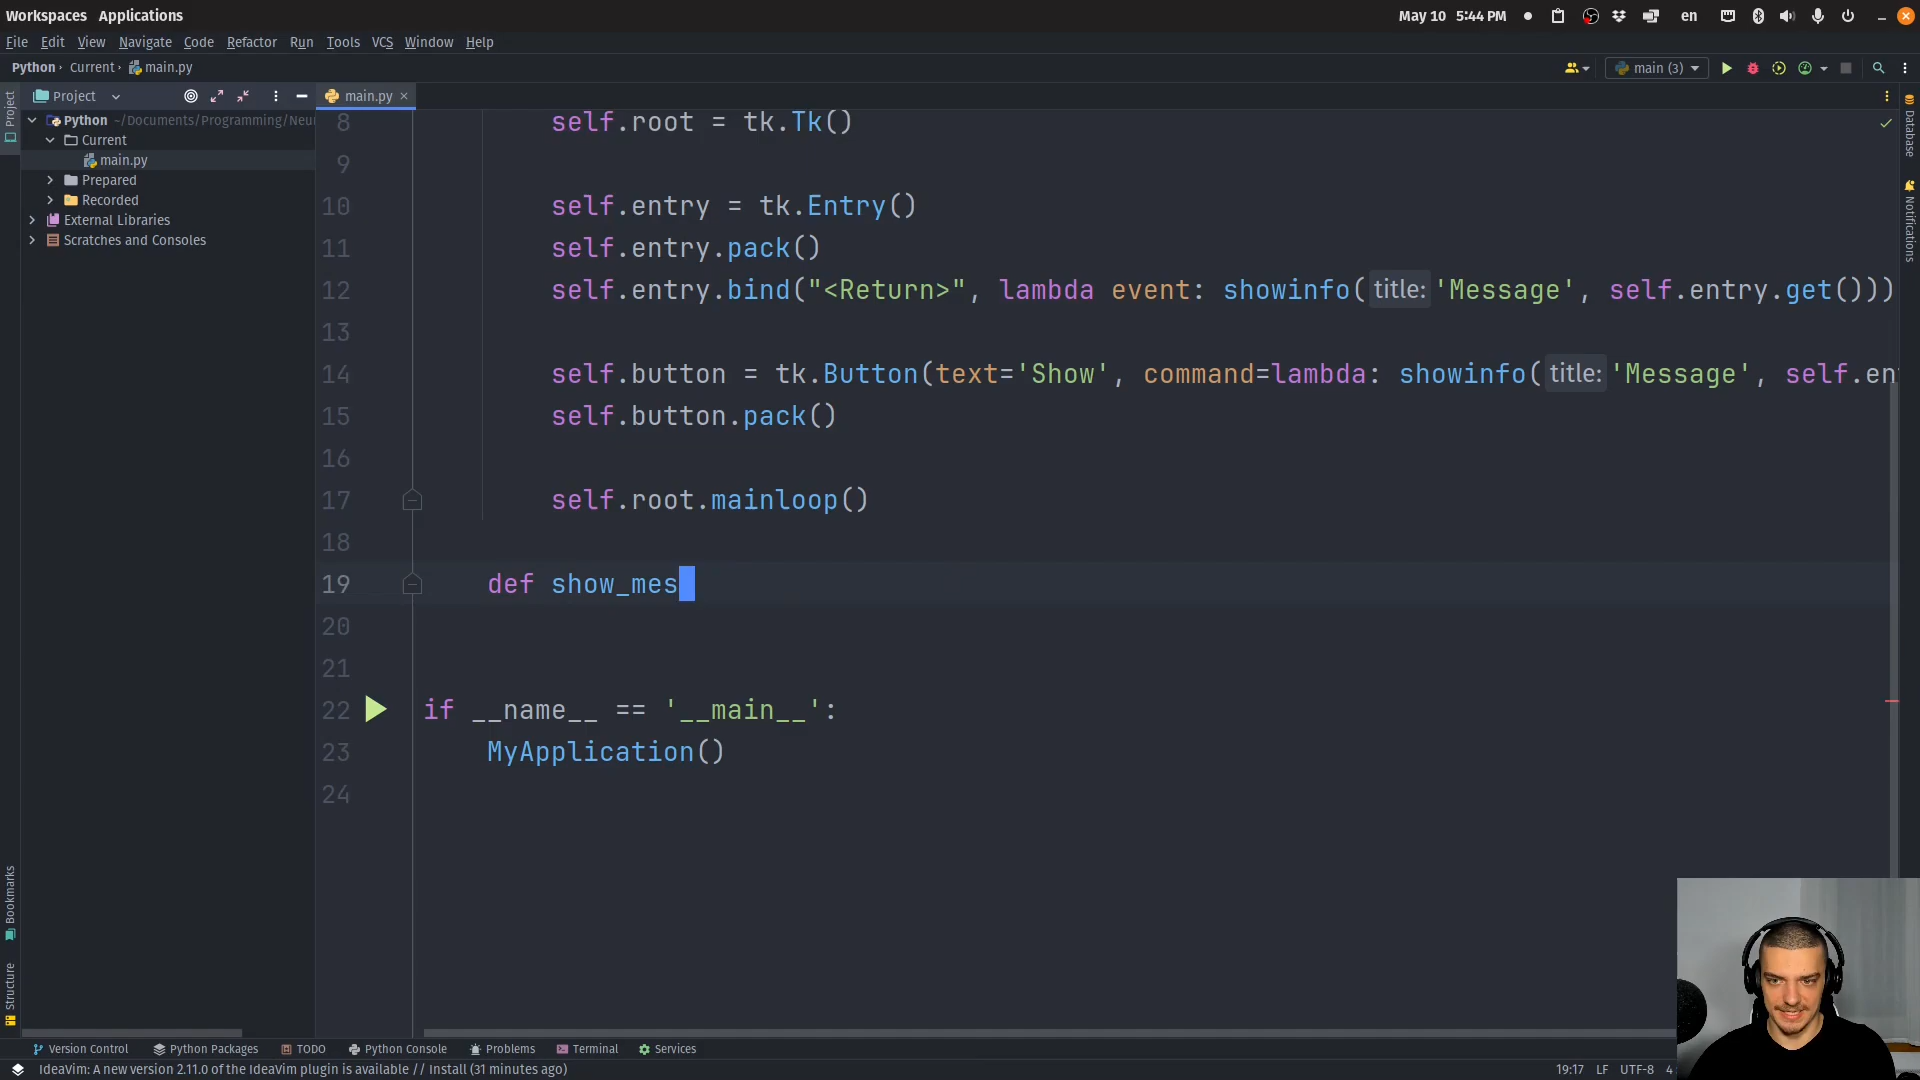 Workspaces Applications
May 10 5:44 PM
en
File Edit View Navigate Code Refactor Run Tools VCS Window Help
Python Current main.py
main (3)
Project
main.py
Python ~/Documents/Programming/Neur
Current
main.py
Prepared
Recorded
External Libraries
Scratches and Consoles
Project
Bookmarks
Structure
Database
Notifications
8 self.root = tk.Tk()
9
10 self.entry = tk.Entry()
11 self.entry.pack()
12 self.entry.bind("<Return>", lambda event: showinfo(title: 'Message', self.entry.get()))
13
14 self.button = tk.Button(text='Show', command=lambda: showinfo(title: 'Message', self.en
15 self.button.pack()
16
17 self.root.mainloop()
18
19 def show_mes
20
21
22 if __name__ == '__main__':
23 MyApplication()
24
Version Control Python Packages TODO Python Console Problems Terminal Services
IdeaVim: A new version 2.11.0 of the IdeaVim plugin is available // Install (31 minutes ago)
19:17 LF UTF-8 4